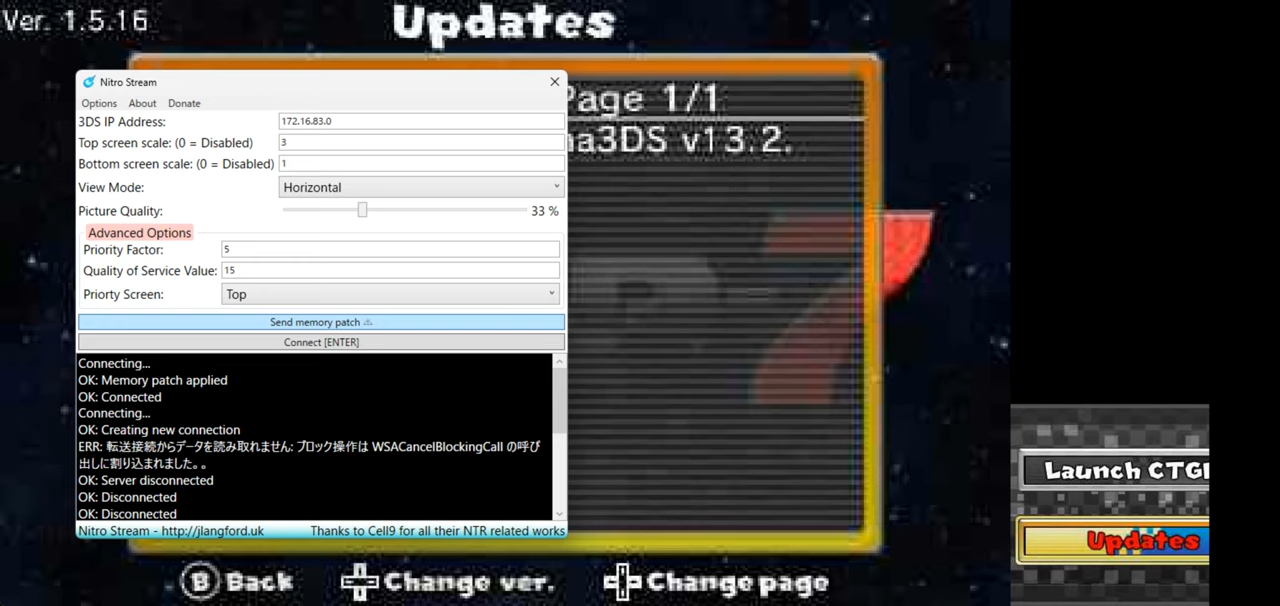 Ver. 1.5.16
Updates
Page 1/1
a3DS v13.2.
Nitro Stream
Options About Donate
3DS IP Address: 172.16.83.0
Top screen scale: (0 = Disabled) 3
Bottom screen scale: (0 = Disabled) 1
View Mode: Horizontal
Picture Quality: 33 %
Advanced Options
Priority Factor: 5
Quality of Service Value: 15
Priorty Screen: Top
Send memory patch ⚠
Connect [ENTER]
Connecting...
OK: Memory patch applied
OK: Connected
Connecting...
OK: Creating new connection
ERR: 転送接続からデータを読み取れません: ブロック操作は WSACancelBlockingCall の呼び
出しに割り込まれました。。
OK: Server disconnected
OK: Disconnected
OK: Disconnected
Nitro Stream - http://jlangford.uk Thanks to Cell9 for all their NTR related works
B Back Change ver. Change page
Launch CTG
Updates
7